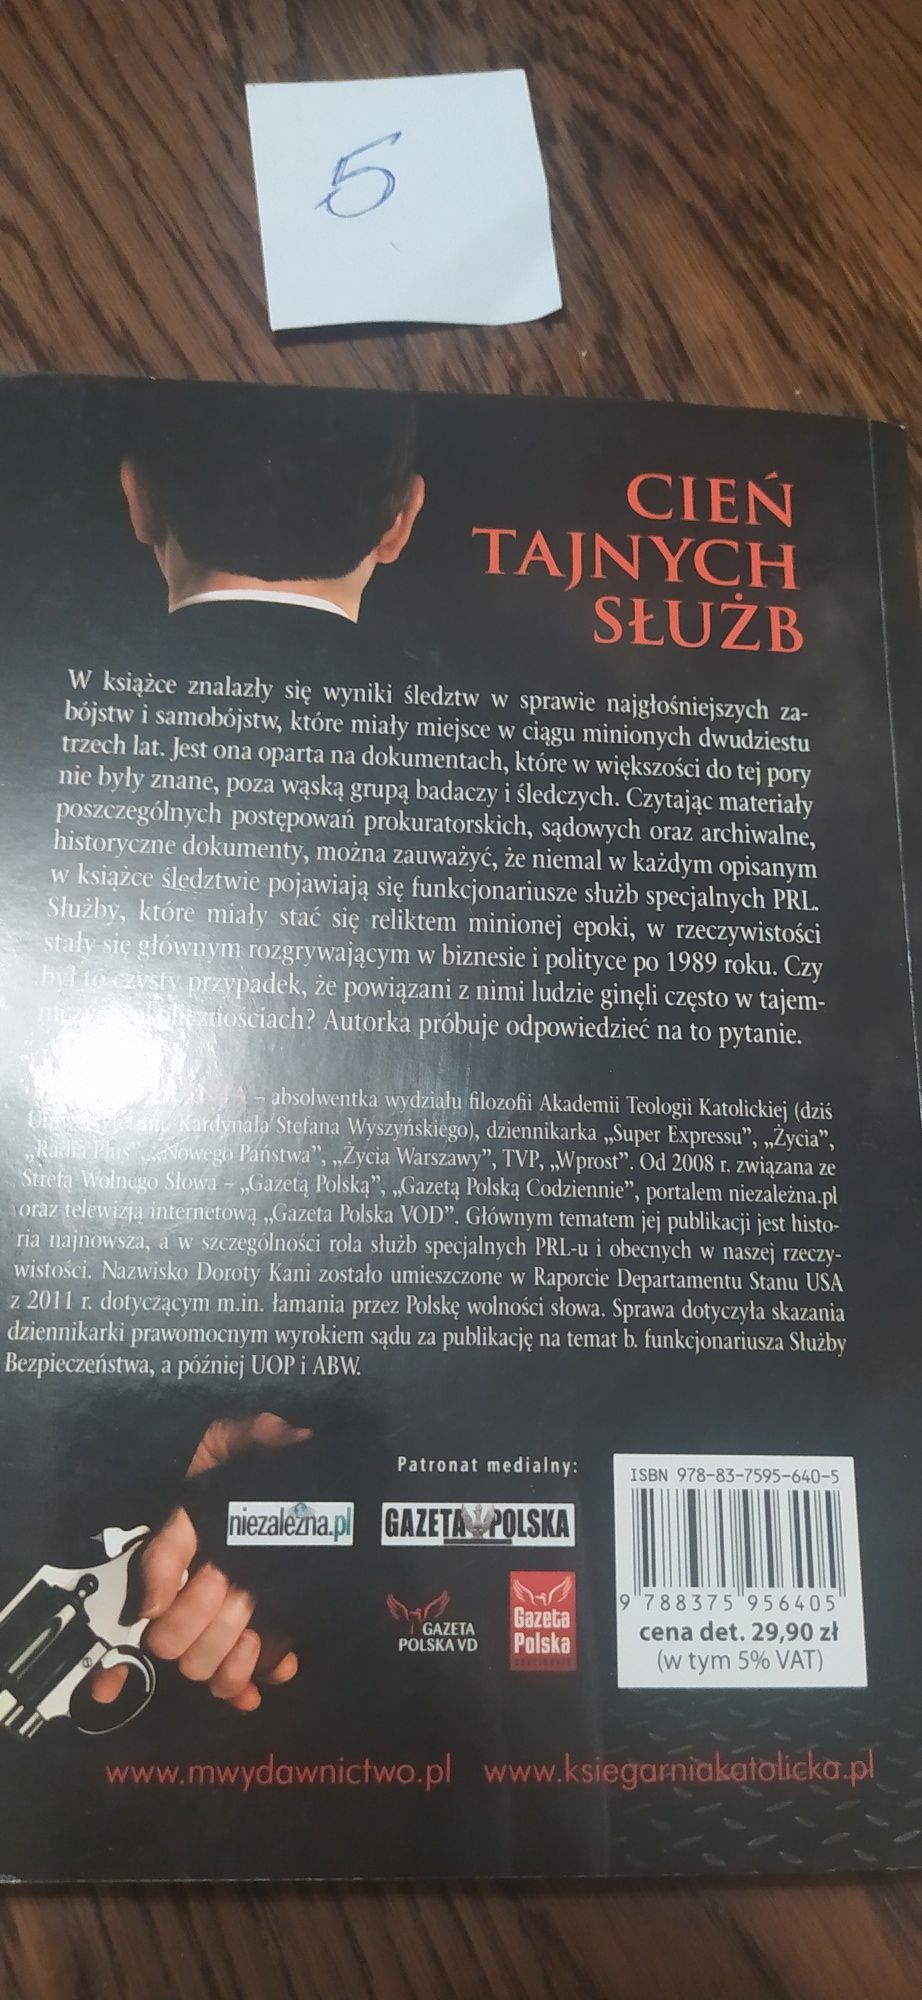 5
CIEŃ
TAJNYCH
SŁUŻB
W książce znalazły się wyniki śledztw w sprawie najgłośniejszych za-
bójstw i samobójstw, które miały miejsce w ciągu minionych dwudziestu
trzech lat. Jest ona oparta na dokumentach, które w większości do tej pory
nie były znane, poza wąską grupą badaczy i śledczych. Czytając materiały
poszczególnych postępowań prokuratorskich, sądowych oraz archiwalne,
historyczne dokumenty, można zauważyć, że niemal w każdym opisanym
w książce śledztwie pojawiają się funkcjonariusze służb specjalnych PRL.
Służby, które miały stać się reliktem minionej epoki, w rzeczywistości
stały się głównym rozgrywającym w biznesie i polityce po 1989 roku. Czy
był to czysty przypadek, że powiązani z nimi ludzie ginęli często w tajem-
okolicznościach? Autorka próbuje odpowiedzieć na to pytanie.
– absolwentka wydziału filozofii Akademii Teologii Katolickiej (dziś
Kardynała Stefana Wyszyńskiego), dziennikarka „Super Expressu”, „Życia”,
„Radia Plus”, „Nowego Państwa”, „Życia Warszawy”, TVP, „Wprost”. Od 2008 r. związana ze
Strefą Wolnego Słowa – „Gazetą Polską”, „Gazetą Polską Codziennie”, portalem niezależna.pl
oraz telewizją internetową „Gazeta Polska VOD”. Głównym tematem jej publikacji jest histo-
ria najnowsza, a w szczególności rola służb specjalnych PRL-u i obecnych w naszej rzeczy-
wistości. Nazwisko Doroty Kani zostało umieszczone w Raporcie Departamentu Stanu USA
z 2011 r. dotyczącym m.in. łamania przez Polskę wolności słowa. Sprawa dotyczyła skazania
dziennikarki prawomocnym wyrokiem sądu za publikację na temat b. funkcjonariusza Służby
Bezpieczeństwa, a później UOP i ABW.
Patronat medialny:
niezależna.pl
GAZETA POLSKA
GAZETA
POLSKA VD
Gazeta
Polska
ISBN 978-83-7595-640-5
9 788375 956405
cena det. 29,90 zł
(w tym 5% VAT)
www.mwydawnictwo.pl www.ksiegarniakatolicka.pl